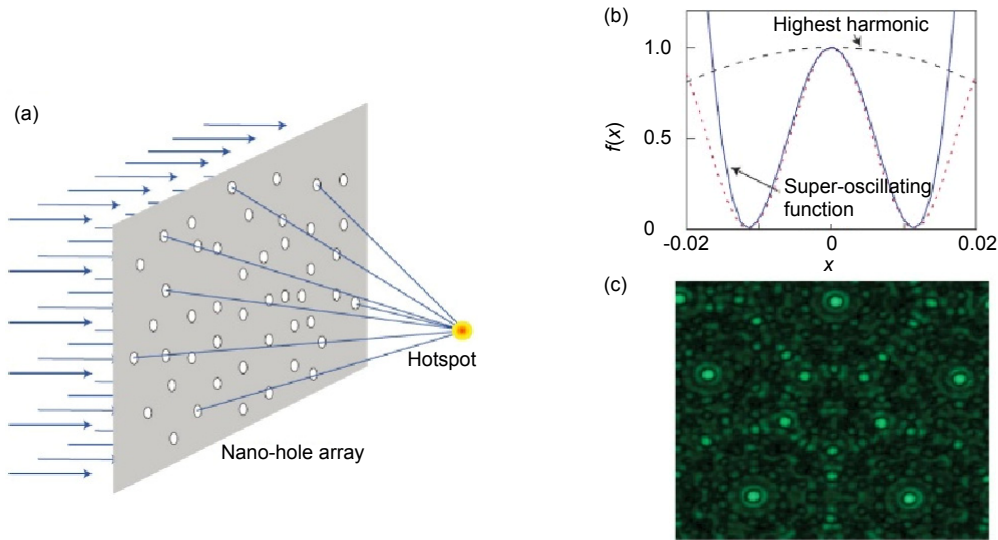 (a)
Hotspot
Nano-hole array
(b)
Highest harmonic
1.0
f(x)
0.5
Super-oscillating
function
0
-0.02
0
0.02
x
(c)